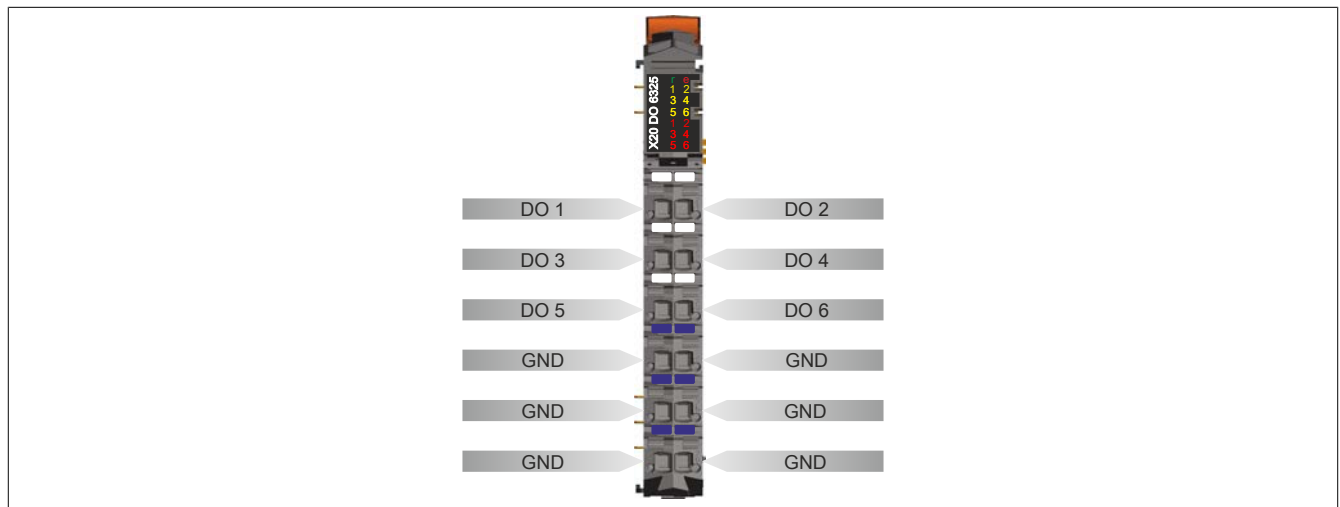 X20 DO 6325
r e
1 2
3 4
5 6
1 2
3 4
5 6
DO 1 DO 2
DO 3 DO 4
DO 5 DO 6
GND GND
GND GND
GND GND